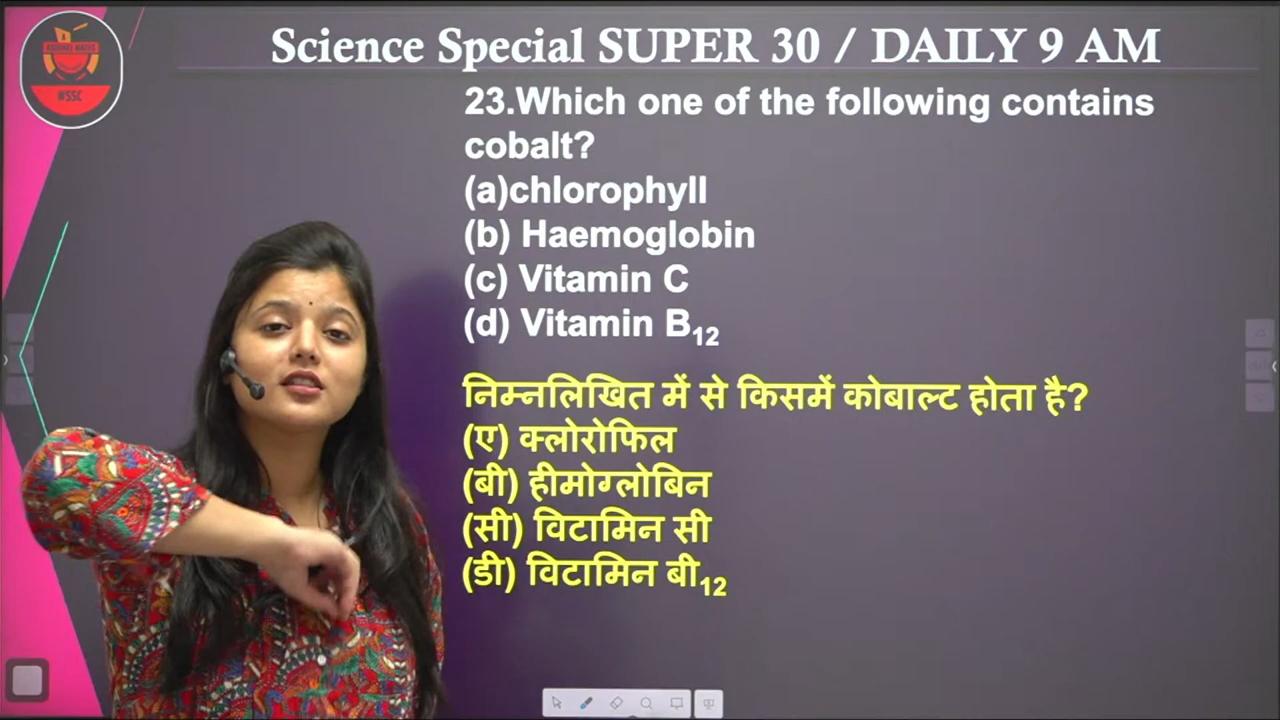 Science Special SUPER 30 / DAILY 9 AM
23.Which one of the following contains
cobalt?
(a)chlorophyll
(b) Haemoglobin
(c) Vitamin C
(d) Vitamin B12
निम्नलिखित में से किसमें कोबाल्ट होता है?
(ए) क्लोरोफिल
(बी) हीमोग्लोबिन
(सी) विटामिन सी
(डी) विटामिन बी12